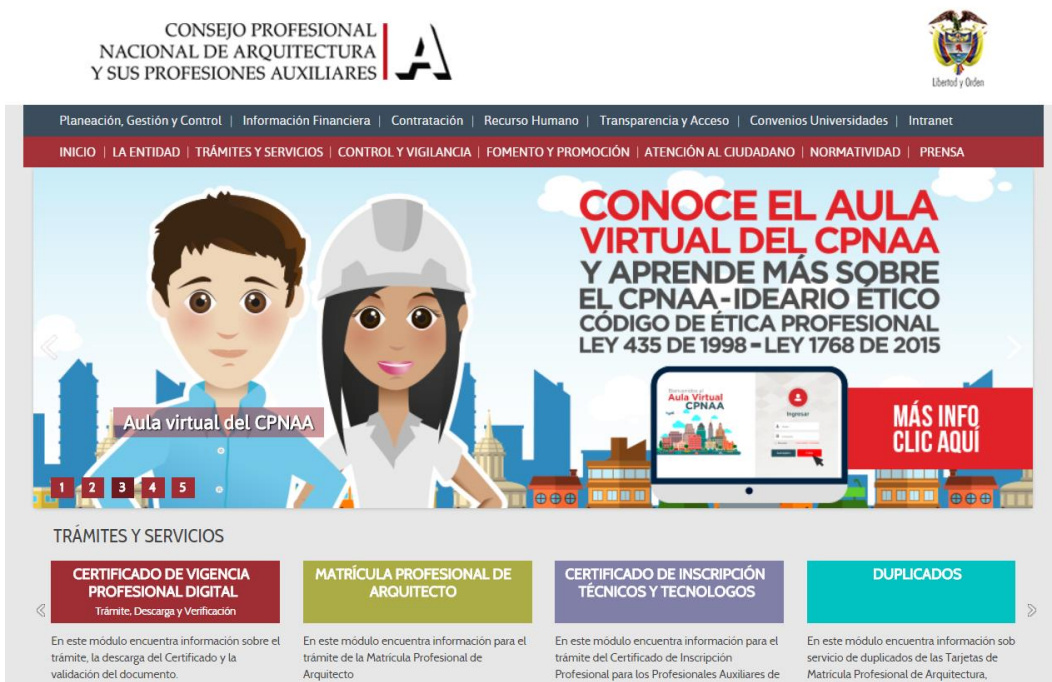 CONSEJO PROFESIONAL
NACIONAL DE ARQUITECTURA
Y SUS PROFESIONES AUXILIARES
A
Libertad y Orden
Planeación, Gestión y Control | Información Financiera | Contratación | Recurso Humano | Transparencia y Acceso | Convenios Universidades | Intranet
INICIO | LA ENTIDAD | TRÁMITES Y SERVICIOS | CONTROL Y VIGILANCIA | FOMENTO Y PROMOCIÓN | ATENCIÓN AL CIUDADANO | NORMATIVIDAD | PRENSA
CONOCE EL AULA
VIRTUAL DEL CPNAA
Y APRENDE MÁS SOBRE
EL CPNAA-IDEARIO ÉTICO
CÓDIGO DE ÉTICA PROFESIONAL
LEY 435 DE 1998 - LEY 1768 DE 2015
Aula Virtual
CPNAA
Ingresar
MÁS INFO
CLIC AQUÍ
Aula virtual del CPNAA
1 2 3 4 5
TRÁMITES Y SERVICIOS
CERTIFICADO DE VIGENCIA
PROFESIONAL DIGITAL
Trámite, Descarga y Verificación
En este módulo encuentra información sobre el
trámite, la descarga del Certificado y la
validación del documento.
MATRÍCULA PROFESIONAL DE
ARQUITECTO
En este módulo encuentra información para el
trámite de la Matrícula Profesional de
Arquitecto
CERTIFICADO DE INSCRIPCIÓN
TÉCNICOS Y TECNOLOGOS
En este módulo encuentra información para el
trámite del Certificado de Inscripción
Profesional para los Profesionales Auxiliares de
DUPLICADOS
En este módulo encuentra información sob
servicio de duplicados de las Tarjetas de
Matrícula Profesional de Arquitectura,